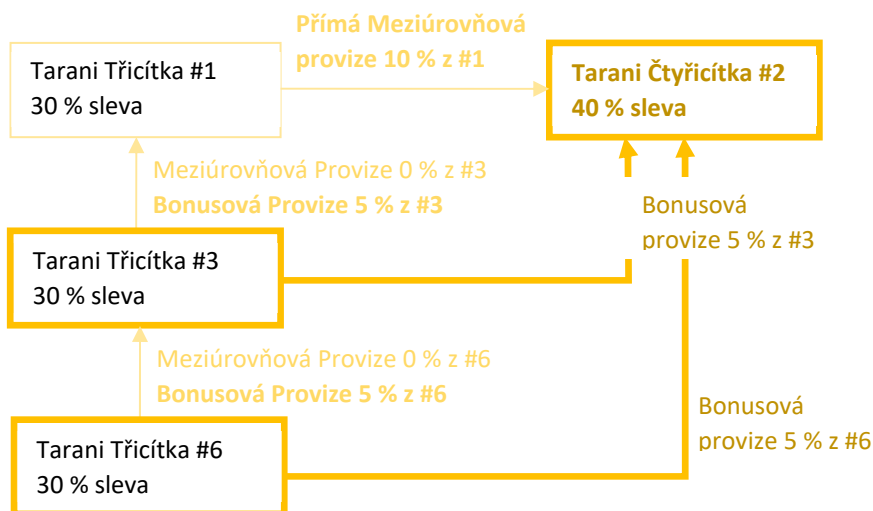 Přímá Meziúrovňová
provize 10 % z #1
Tarani Třicítka #1
30 % sleva
Tarani Čtyřicítka #2
40 % sleva
Meziúrovňová Provize 0 % z #3
Bonusová Provize 5 % z #3
Bonusová
provize 5 % z #3
Tarani Třicítka #3
30 % sleva
Meziúrovňová Provize 0 % z #6
Bonusová Provize 5 % z #6
Bonusová
provize 5 % z #6
Tarani Třicítka #6
30 % sleva